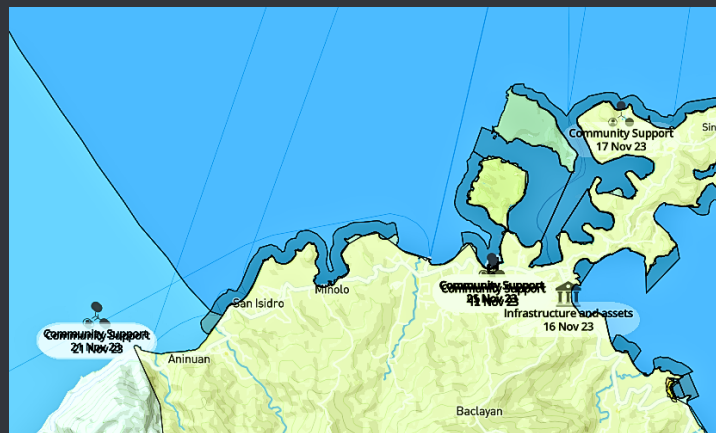 Community Support
17 Nov 23
Sin
San Isidro
Minolo
Community Support
Infrastructure and assets
16 Nov 23
Community Support
21 Nov 23
Aninuan
Baclayan